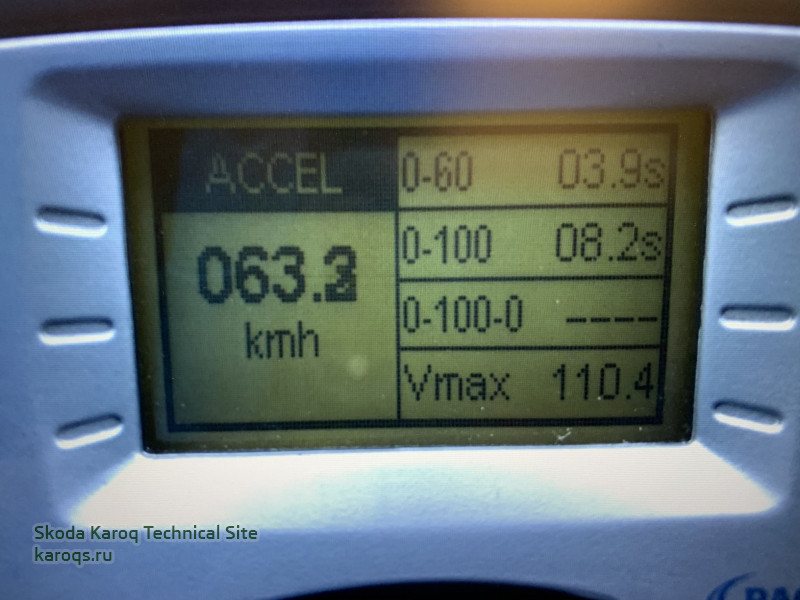 ACCEL
063.
kmh
0-60 03.9s
0-100 08.2s
0-100-0 ----
Vmax 110.4
Skoda Karoq Technical Site
karoqs.ru